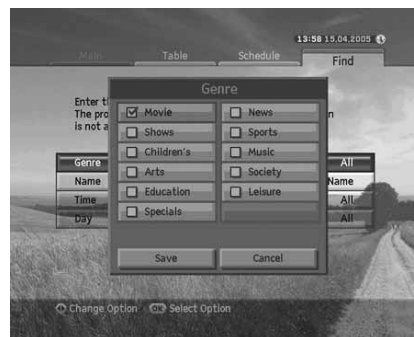 13:58 15.04.2005
Main Table Schedule Find
Genre
Enter t
The pro n
is not a
Movie News
Shows Sports
Children's Music
Arts Society
Education Leisure
Specials
Genre All
Name Name
Time All
Day All
Save Cancel
Change Option OK Select Option